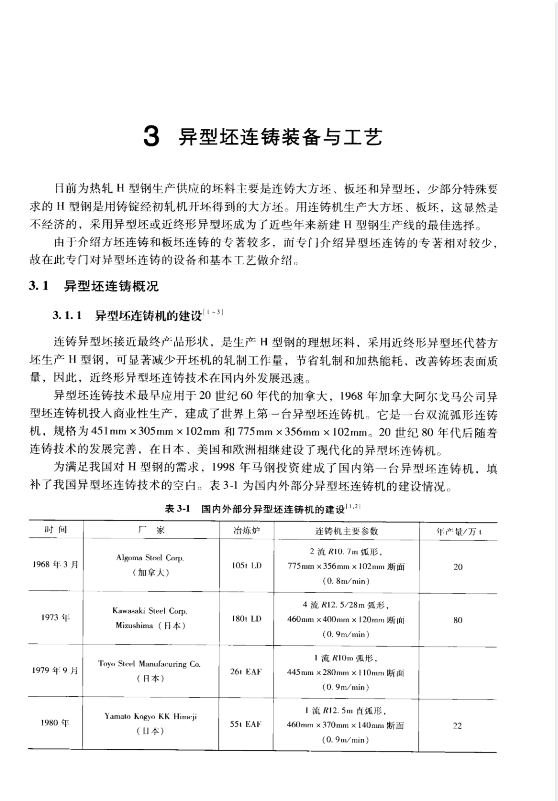 3 异型坯连铸装备与工艺
目前为热轧 H 型钢生产供应的坯料主要是连铸大方坯、板坯和异型坯，少部分特殊要
求的 H 型钢是用铸锭经初轧机开坯得到的大方坯。用连铸机生产大方坯、板坯，这显然是
不经济的，采用异型坯或近终形异型坯成为了近些年来新建 H 型钢生产线的最佳选择。
由于介绍方坯连铸和板坯连铸的专著较多，而专门介绍异型坯连铸的专著相对较少，
故在此专门对异型坯连铸的设备和基本工艺做介绍。
3.1 异型坯连铸概况
3.1.1 异型坯连铸机的建设[1~3]
连铸异型坯接近最终产品形状，是生产 H 型钢的理想坯料，采用近终形异型坯代替方
坯生产 H 型钢，可显著减少开坯机的轧制工作量，节省轧制和加热能耗，改善铸坯表面质
量，因此，近终形异型坯连铸技术在国内外发展迅速。
异型坯连铸技术最早应用于 20 世纪 60 年代的加拿大，1968 年加拿大阿尔戈马公司异
型坯连铸机投入商业性生产，建成了世界上第一台异型坯连铸机。它是一台双流弧形连铸
机，规格为 451mm×305mm×102mm 和 775mm×356mm×102mm。20 世纪 80 年代后随着
连铸技术的发展完善，在日本、美国和欧洲相继建设了现代化的异型坯连铸机。
为满足我国对 H 型钢的需求，1998 年马钢投资建成了国内第一台异型坯连铸机，填
补了我国异型坯连铸技术的空白。表 3-1 为国内外部分异型坯连铸机的建设情况。
表 3-1 国内外部分异型坯连铸机的建设[1,2]
时 间 厂 家 冶炼炉 连铸机主要参数 年产量/万 t
1968 年 3 月 Algoma Steel Corp.
（加拿大） 105t LD 2 流 R10.7m 弧形，
775mm×356mm×102mm 断面
（0.8m/min） 20
1973 年 Kawasaki Steel Corp.
Mizushima（日本） 180t LD 4 流 R12.5/28m 弧形，
460mm×400mm×120mm 断面
（0.9m/min） 80
1979 年 9 月 Toyo Steel Manufacuring Co.
（日本） 26t EAF 1 流 R10m 弧形，
445mm×280mm×110mm 断面
（0.9m/min）
1980 年 Yamato Kogyo KK Himeji
（日本） 55t EAF 1 流 R12.5m 直弧形，
460mm×370mm×140mm 断面
（0.9m/min） 22